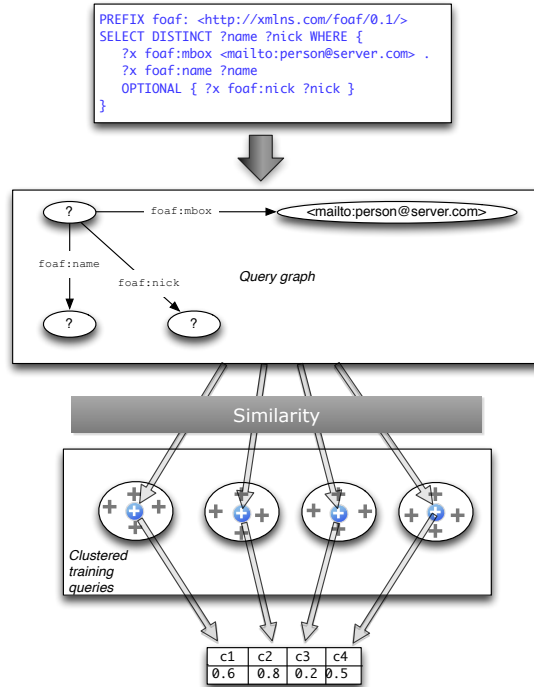 PREFIX foaf: <http://xmlns.com/foaf/0.1/>
SELECT DISTINCT ?name ?nick WHERE {
?x foaf:mbox <mailto:person@server.com> .
?x foaf:name ?name
OPTIONAL { ?x foaf:nick ?nick }
}
? foaf:mbox <mailto:person@server.com>
foaf:name
foaf:nick
Query graph
? ?
Similarity
Clustered
training
queries
c1 c2 c3 c4
0.6 0.8 0.2 0.5